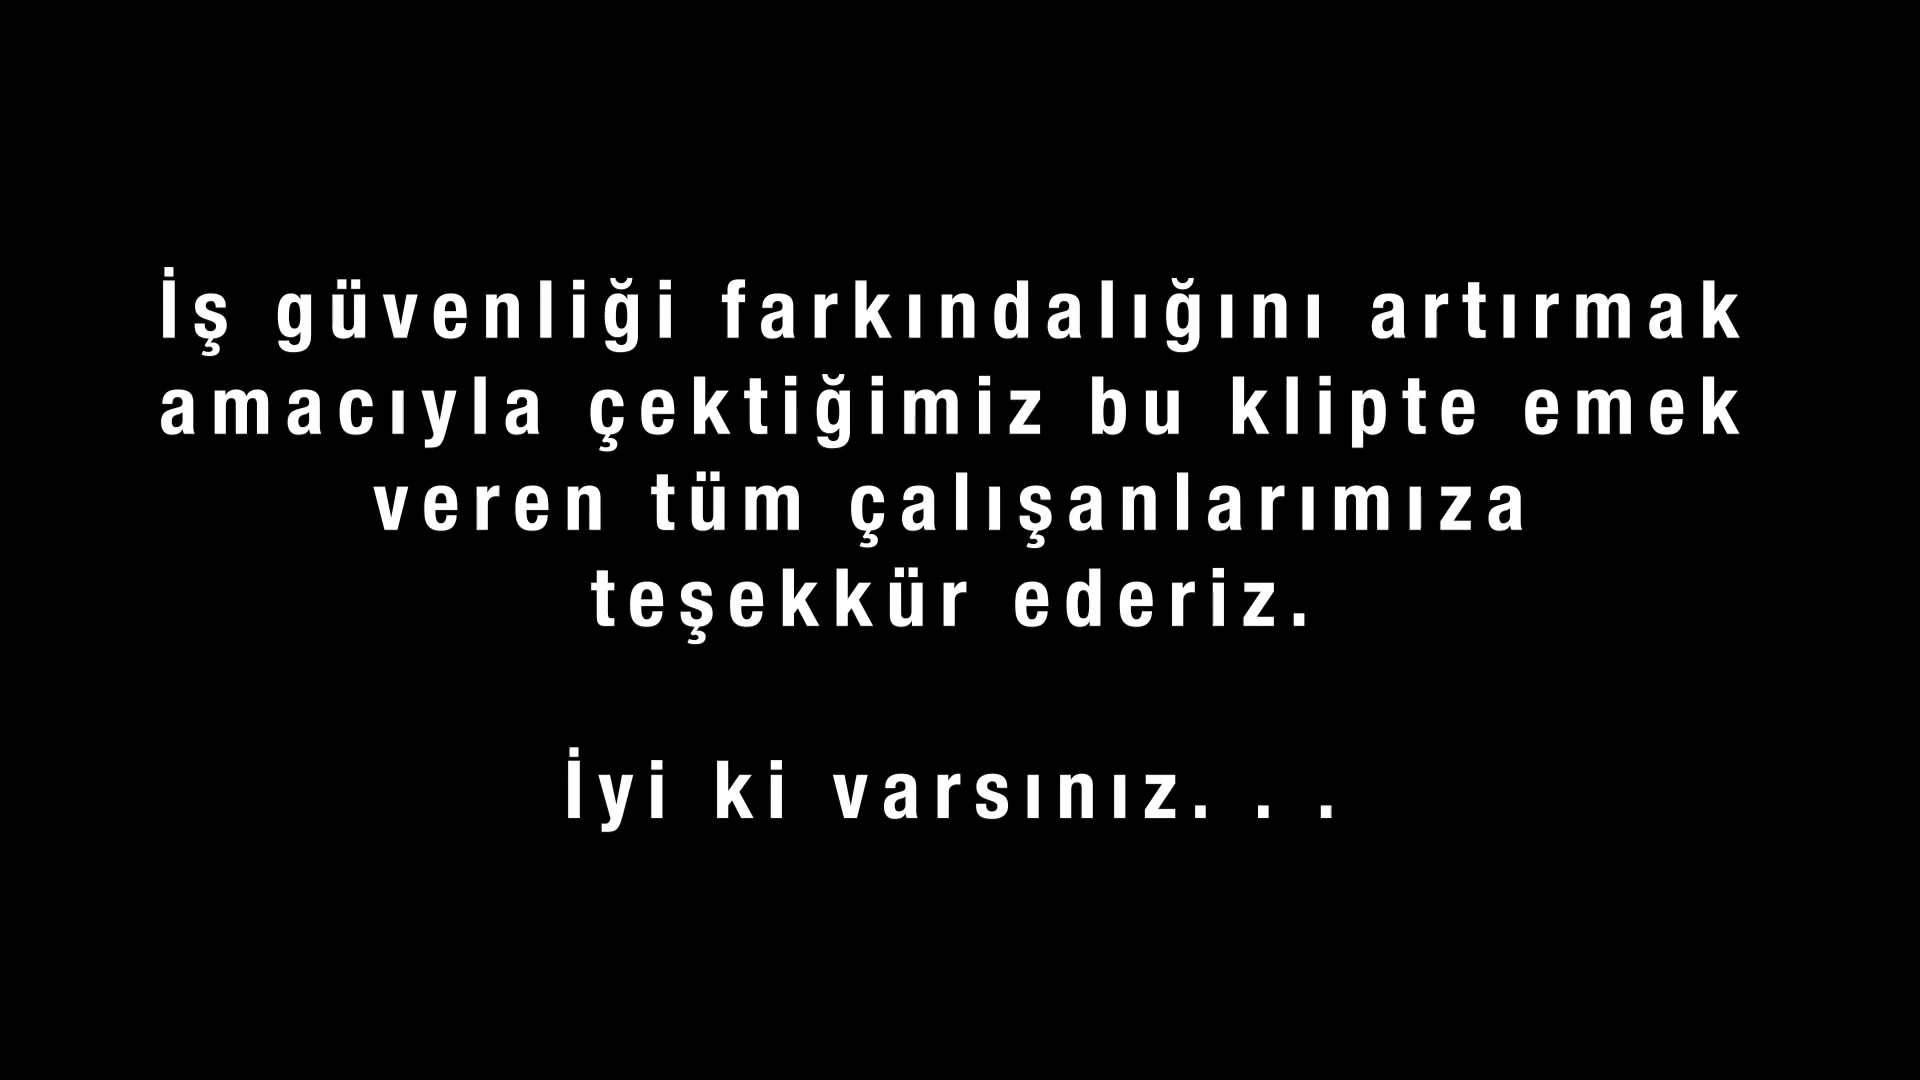 İş güvenliği farkındalığını artırmak
amacıyla çektiğimiz bu klipte emek
veren tüm çalışanlarımıza
teşekkür ederiz.
İyi ki varsınız. . .